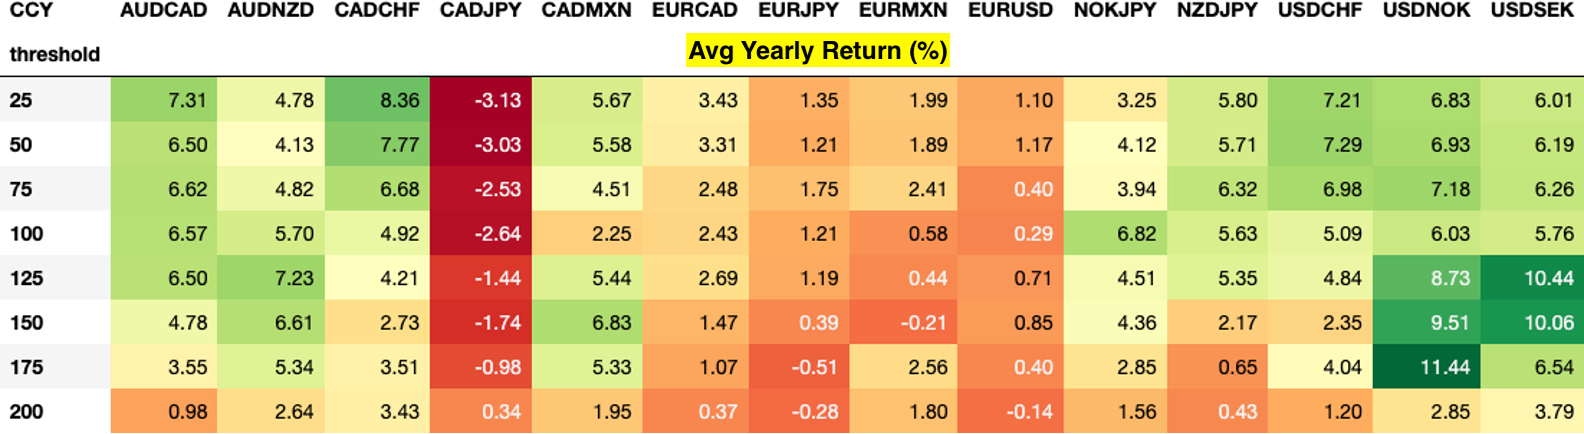 CCY AUDCAD AUDNZD CADCHF CADJPY CADMXN EURCAD EURJPY EURMXN EURUSD NOKJPY NZDJPY USDCHF USDNOK USDSEK
threshold Avg Yearly Return (%)
25 7.31 4.78 8.36 -3.13 5.67 3.43 1.35 1.99 1.10 3.25 5.80 7.21 6.83 6.01
50 6.50 4.13 7.77 -3.03 5.58 3.31 1.21 1.89 1.17 4.12 5.71 7.29 6.93 6.19
75 6.62 4.82 6.68 -2.53 4.51 2.48 1.75 2.41 0.40 3.94 6.32 6.98 7.18 6.26
100 6.57 5.70 4.92 -2.64 2.25 2.43 1.21 0.58 0.29 6.82 5.63 5.09 6.03 5.76
125 6.50 7.23 4.21 -1.44 5.44 2.69 1.19 0.44 0.71 4.51 5.35 4.84 8.73 10.44
150 4.78 6.61 2.73 -1.74 6.83 1.47 0.39 -0.21 0.85 4.36 2.17 2.35 9.51 10.06
175 3.55 5.34 3.51 -0.98 5.33 1.07 -0.51 2.56 0.40 2.85 0.65 4.04 11.44 6.54
200 0.98 2.64 3.43 0.34 1.95 0.37 -0.28 1.80 -0.14 1.56 0.43 1.20 2.85 3.79